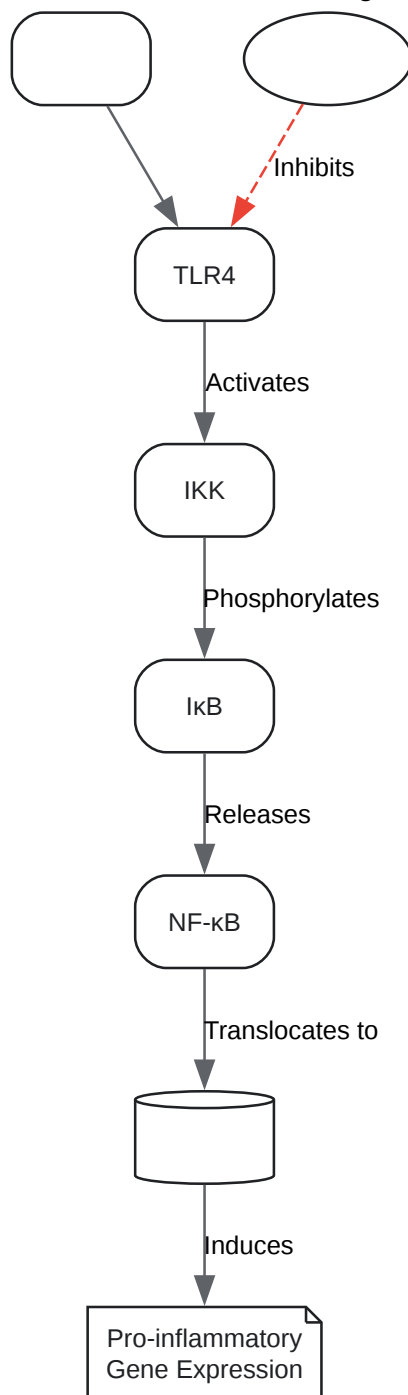 Inhibits
TLR4
Activates
IKK
Phosphorylates
IκB
Releases
NF-κB
Translocates to
Induces
Pro-inflammatory
Gene Expression